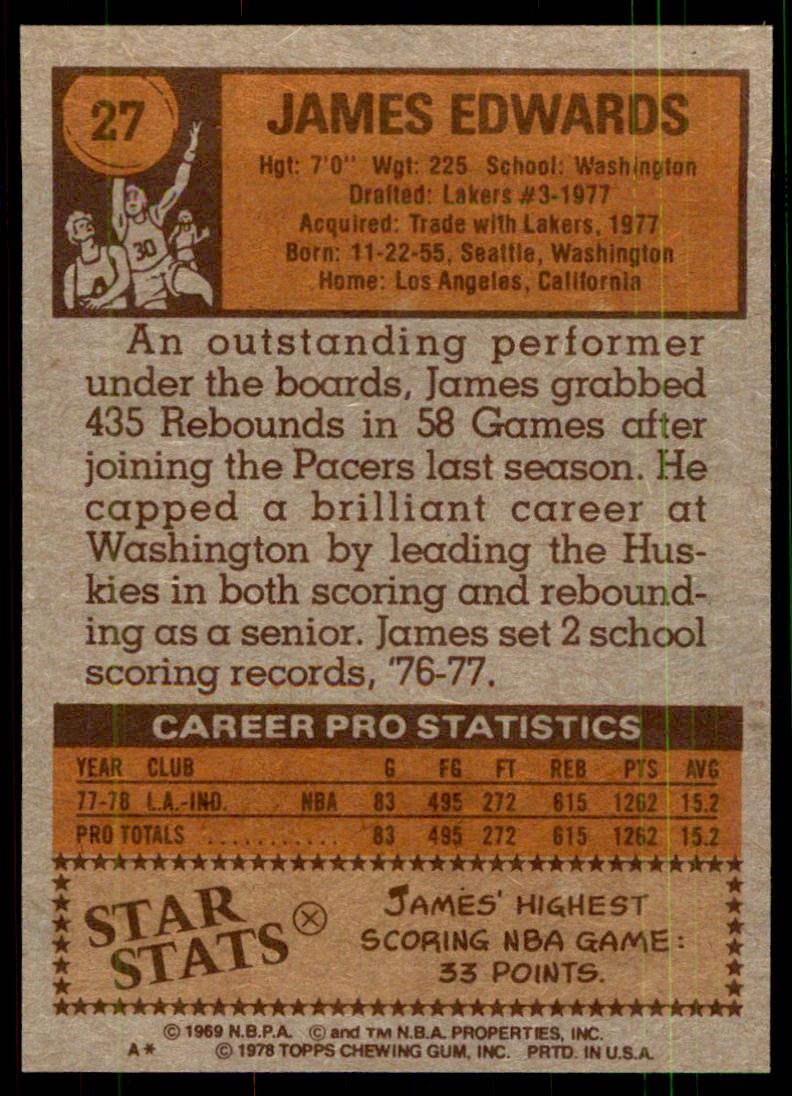 27
JAMES EDWARDS
Hgt: 7'0" Wgt: 225 School: Washington
Drafted: Lakers #3-1977
Acquired: Trade with Lakers, 1977
Born: 11-22-55, Seattle, Washington
Home: Los Angeles, California
30
An outstanding performer
under the boards, James grabbed
435 Rebounds in 58 Games after
joining the Pacers last season. He
capped a brilliant career at
Washington by leading the Hus-
kies in both scoring and rebound-
ing as a senior. James set 2 school
scoring records, '76-77.
CAREER PRO STATISTICS
YEAR CLUB G FG FT REB PTS AVG
77-78 L.A.-IND. NBA 83 495 272 615 1262 15.2
PRO TOTALS ........... 83 495 272 615 1262 15.2
STAR
STATS
JAMES' HIGHEST
SCORING NBA GAME:
33 POINTS.
© 1969 N.B.P.A. © and TM N.B.A. PROPERTIES, INC.
A* © 1978 TOPPS CHEWING GUM, INC. PRTD. IN U.S.A.